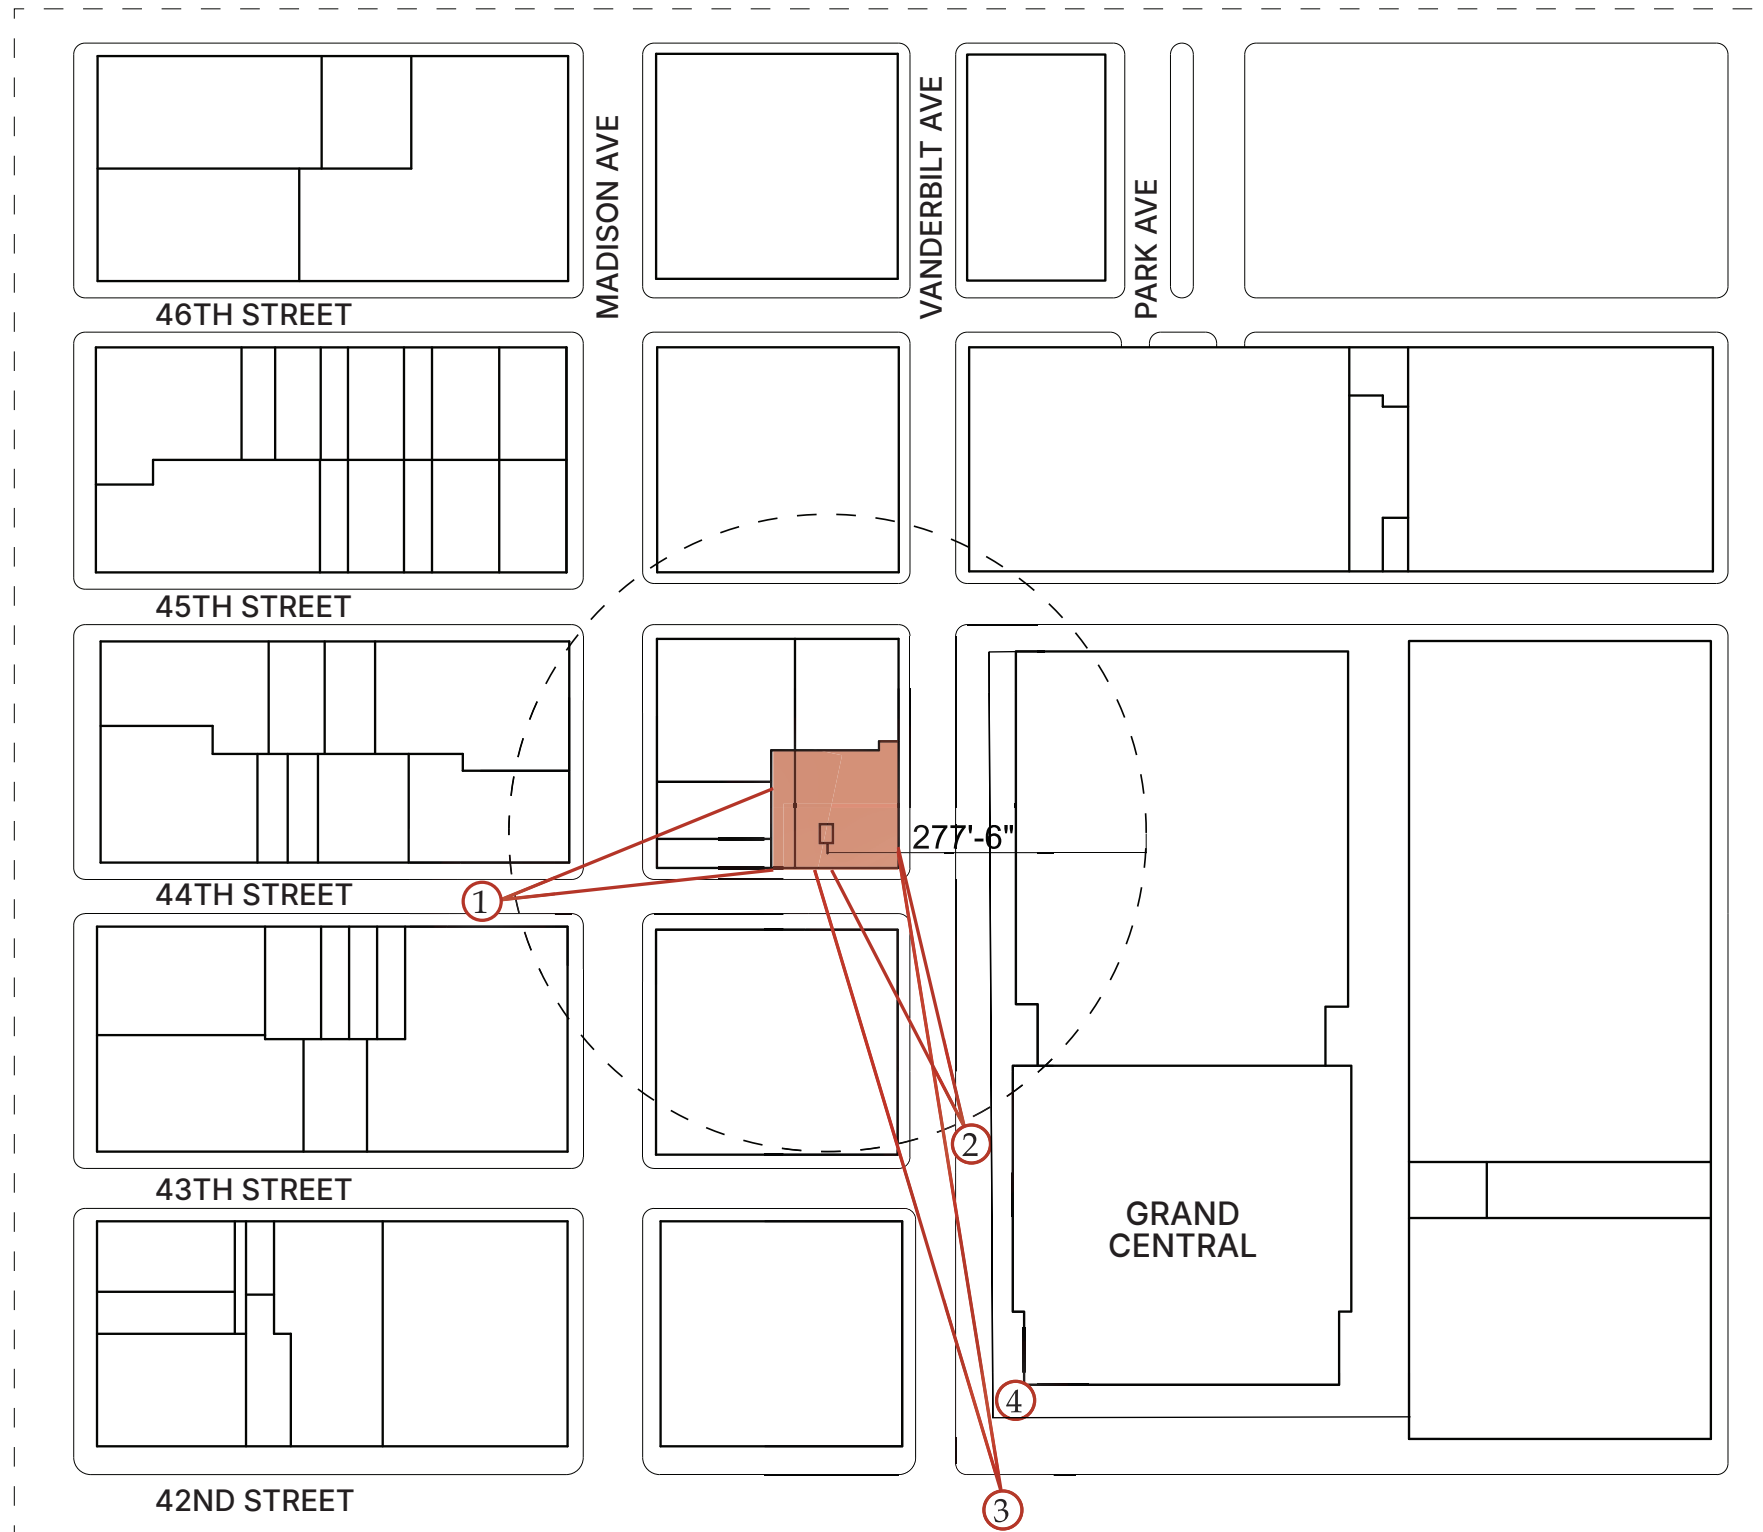 MADISON AVE
VANDERBILT AVE
PARK AVE
46TH STREET
45TH STREET
277'-6"
44TH STREET
1
2
43TH STREET
GRAND
CENTRAL
4
42ND STREET
3